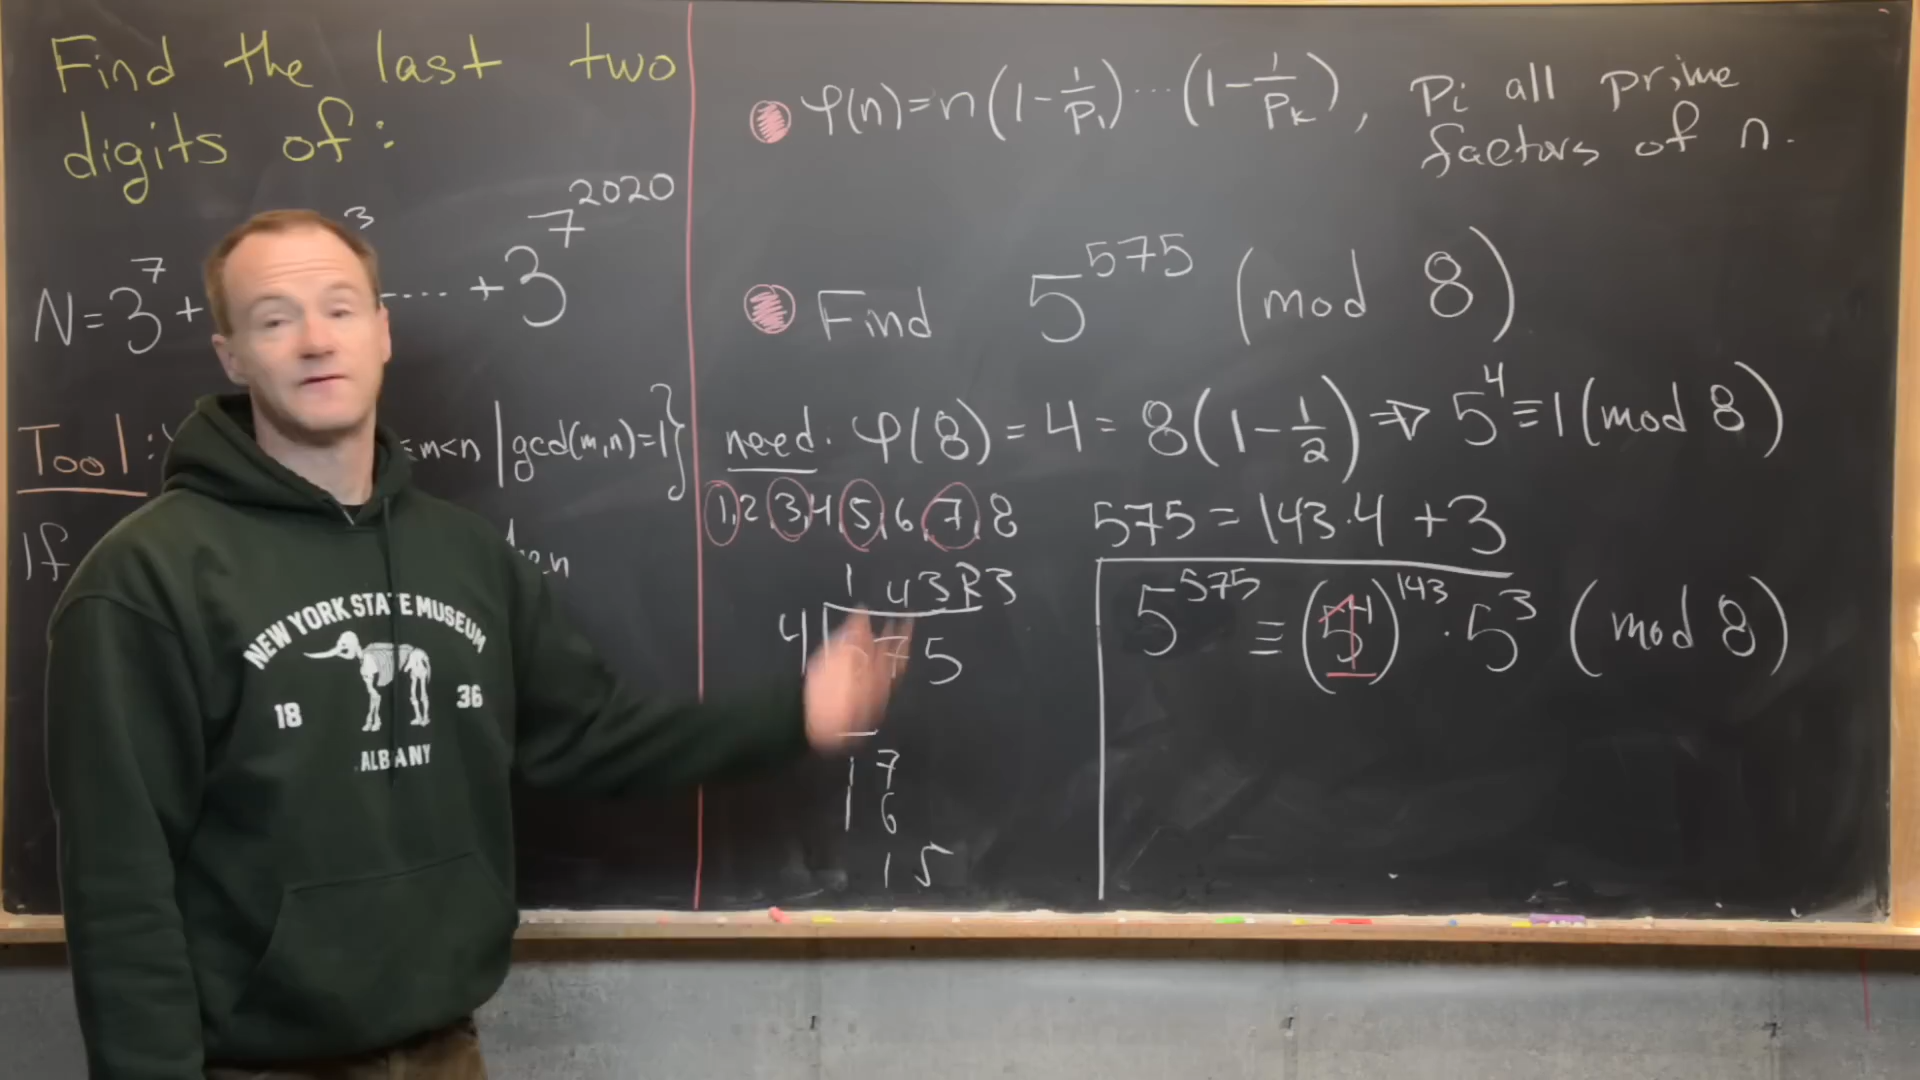 Find the last two
digits of:
N = 3^7 + ^3 ..... + 3^7^2020
Tool: =m<n | gcd(m,n)=1}
If
φ(n) = n(1 - 1/p₁) ... (1 - 1/pₖ), pᵢ all prime
factors of n.
Find 5^575 (mod 8)
need: φ(8) = 4 = 8(1 - 1/2) ⇒ 5^4 ≡ 1 (mod 8)
1, 2, 3, 4, 5, 6, 7, 8
575 = 143·4 + 3
1 43R3
4 75
17
16
15
5^575 ≡ (5^4)^143 · 5^3 (mod 8)
1
NEW YORK STATE MUSEUM
18 36
ALBANY